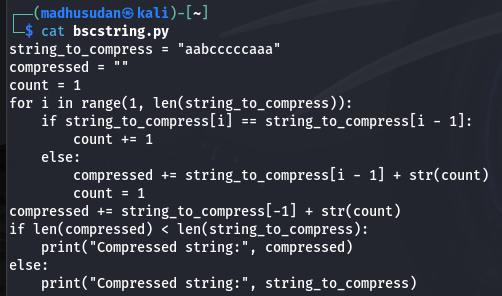 ┌──(madhusudan㉿kali)-[~]
└─$ cat bscstring.py
string_to_compress = "aabcccccaaa"
compressed = ""
count = 1
for i in range(1, len(string_to_compress)):
    if string_to_compress[i] == string_to_compress[i - 1]:
        count += 1
    else:
        compressed += string_to_compress[i - 1] + str(count)
        count = 1
compressed += string_to_compress[-1] + str(count)
if len(compressed) < len(string_to_compress):
    print("Compressed string:", compressed)
else:
    print("Compressed string:", string_to_compress)